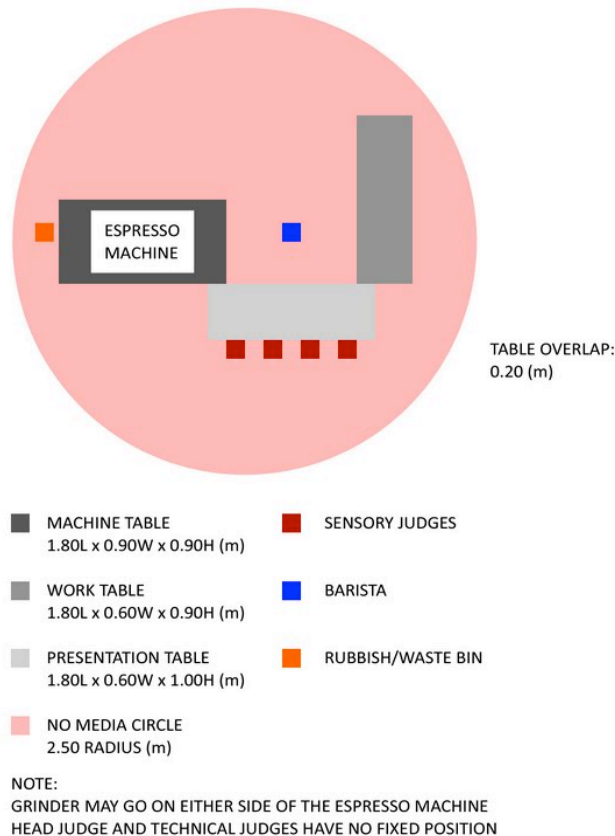 ESPRESSO
MACHINE
TABLE OVERLAP:
0.20 (m)
MACHINE TABLE
1.80L x 0.90W x 0.90H (m)
SENSORY JUDGES
WORK TABLE
1.80L x 0.60W x 0.90H (m)
BARISTA
PRESENTATION TABLE
1.80L x 0.60W x 1.00H (m)
RUBBISH/WASTE BIN
NO MEDIA CIRCLE
2.50 RADIUS (m)
NOTE:
GRINDER MAY GO ON EITHER SIDE OF THE ESPRESSO MACHINE
HEAD JUDGE AND TECHNICAL JUDGES HAVE NO FIXED POSITION